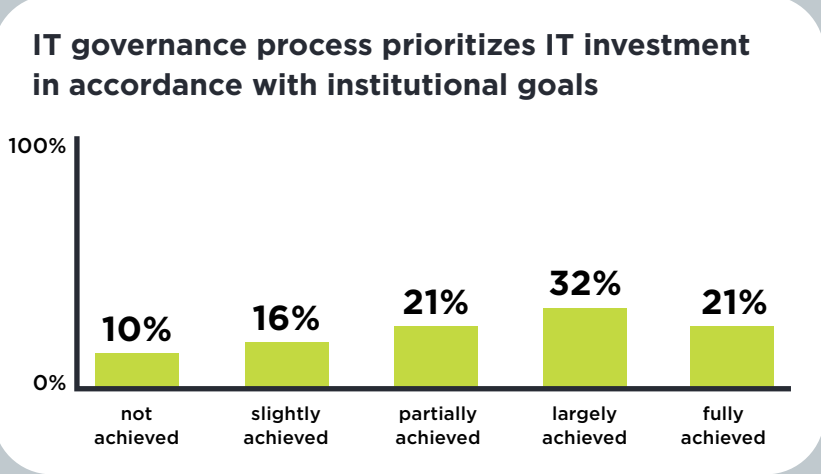 IT governance process prioritizes IT investment
in accordance with institutional goals
100%
0%
10%
16%
21%
32%
21%
not
achieved
slightly
achieved
partially
achieved
largely
achieved
fully
achieved